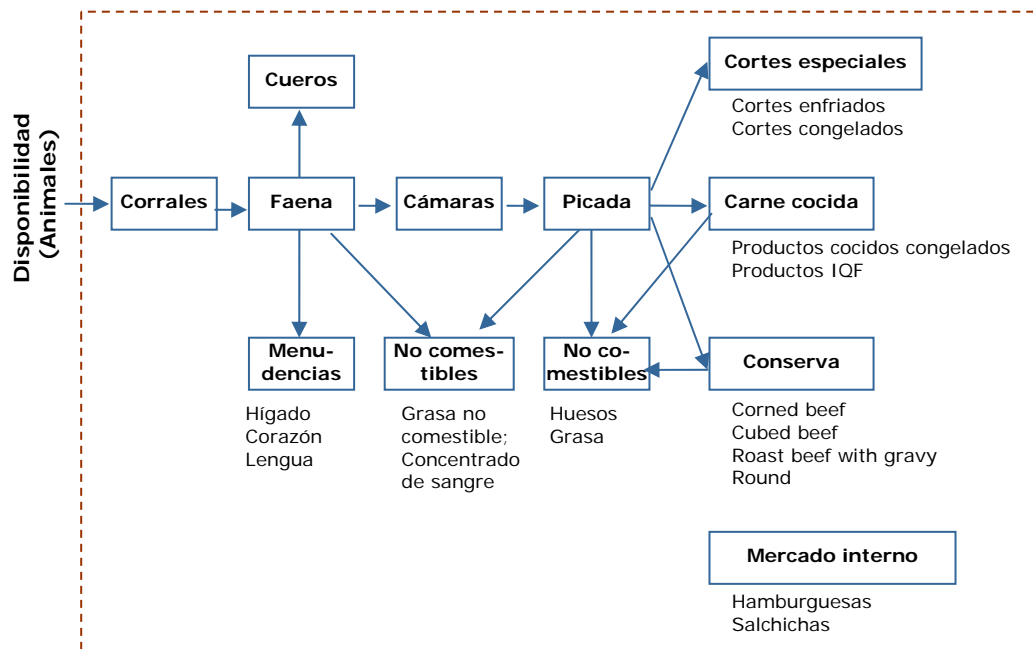 Disponibilidad
(Animales)
Cueros
Cortes especiales
Cortes enfriados
Cortes congelados
Corrales
Faena
Cámaras
Picada
Carne cocida
Productos cocidos congelados
Productos IQF
Menu-
dencias
Hígado
Corazón
Lengua
No comes-
tibles
Grasa no
comestible;
Concentrado
de sangre
No co-
mestibles
Huesos
Grasa
Conserva
Corned beef
Cubed beef
Roast beef with gravy
Round
Mercado interno
Hamburguesas
Salchichas